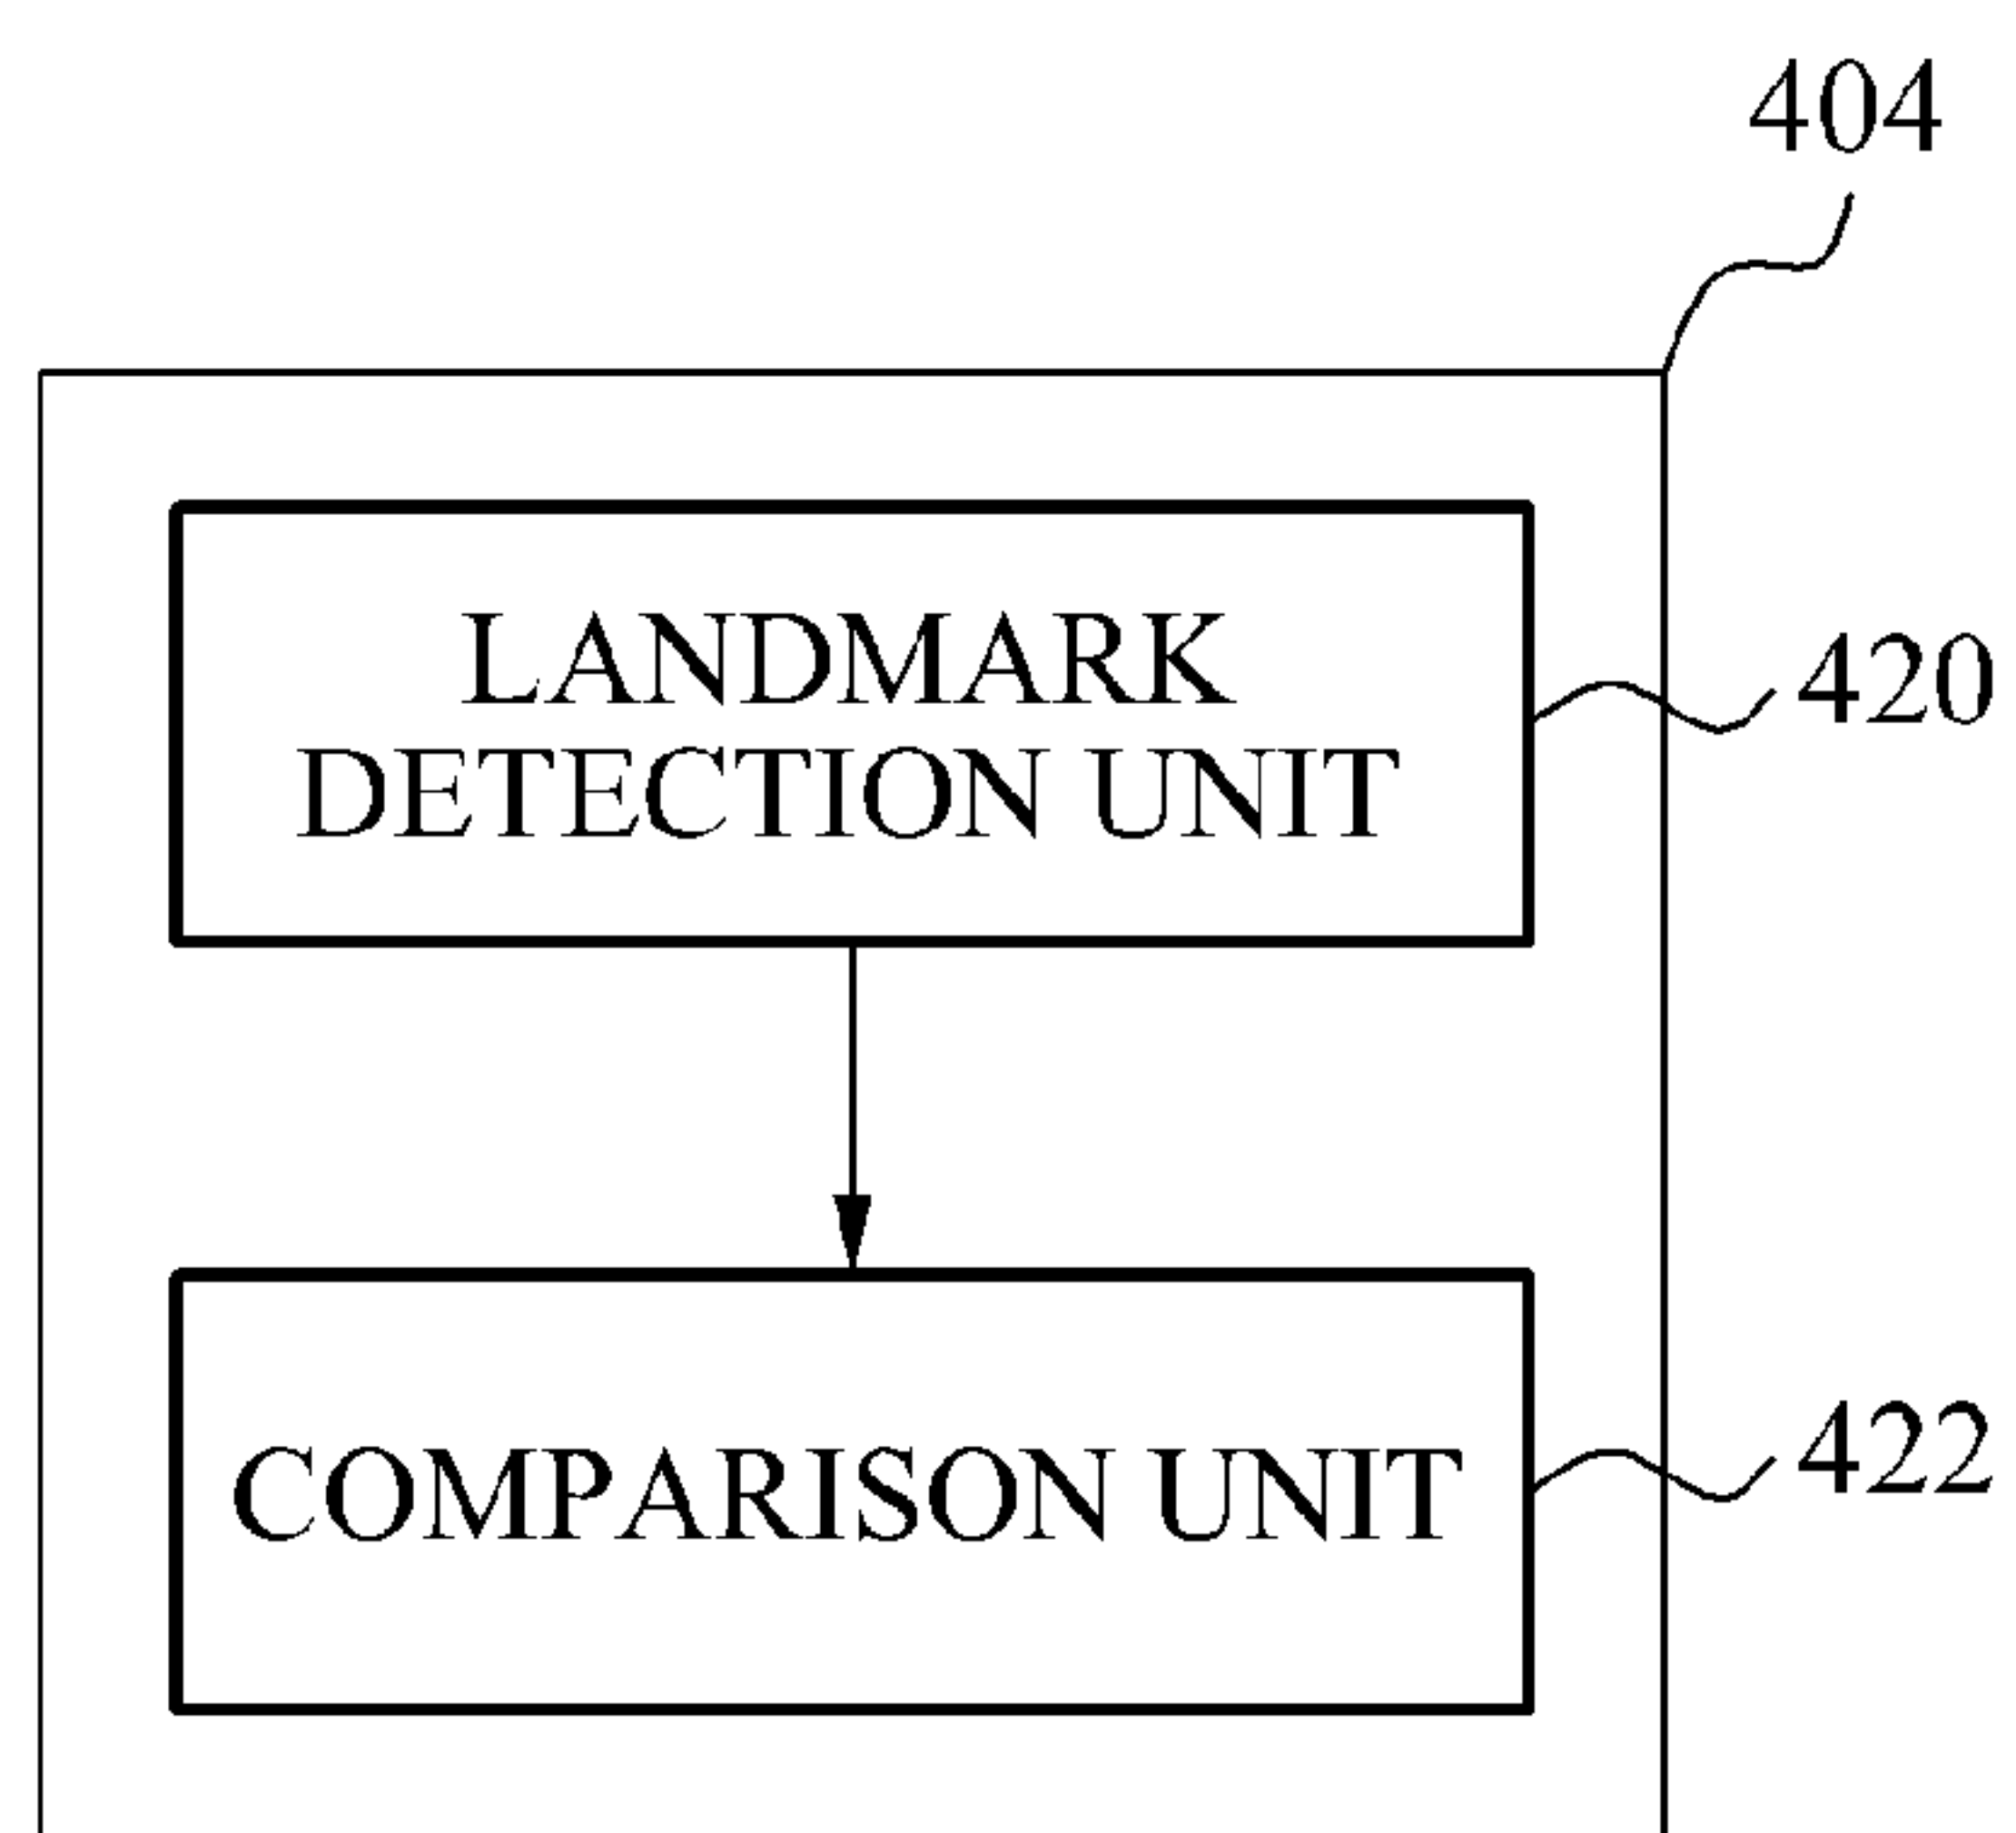 404
LANDMARK
DETECTION UNIT
420
COMPARISON UNIT
422